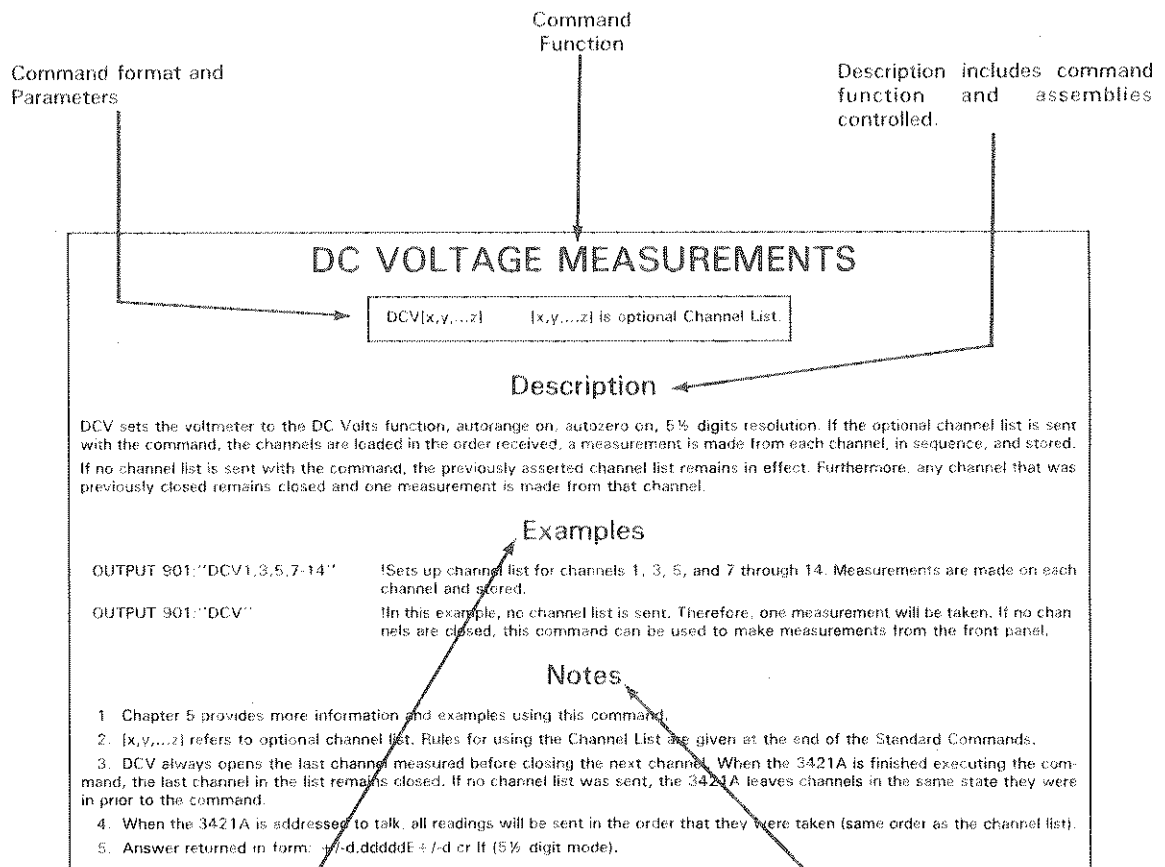 Command
Function
Command format and
Parameters
Description includes command
function and assemblies
controlled.
DC VOLTAGE MEASUREMENTS
DCV[x,y,...z] [x,y,...z] is optional Channel List.
Description
DCV sets the voltmeter to the DC Volts function, autorange on, autozero on, 5½ digits resolution. If the optional channel list is sent
with the command, the channels are loaded in the order received, a measurement is made from each channel, in sequence, and stored.
If no channel list is sent with the command, the previously asserted channel list remains in effect. Furthermore, any channel that was
previously closed remains closed and one measurement is made from that channel.
Examples
OUTPUT 901;"DCV1,3,5,7-14" !Sets up channel list for channels 1, 3, 5, and 7 through 14. Measurements are made on each
channel and stored.
OUTPUT 901;"DCV" !In this example, no channel list is sent. Therefore, one measurement will be taken. If no chan
nels are closed, this command can be used to make measurements from the front panel.
Notes
1 Chapter 5 provides more information and examples using this command.
2. [x,y,...z] refers to optional channel list. Rules for using the Channel List are given at the end of the Standard Commands.
3. DCV always opens the last channel measured before closing the next channel. When the 3421A is finished executing the com-
mand, the last channel in the list remains closed. If no channel list was sent, the 3421A leaves channels in the same state they were
in prior to the command.
4. When the 3421A is addressed to talk, all readings will be sent in the order that they were taken (same order as the channel list).
5. Answer returned in form: +/-d.dddddE+/-d cr lf (5½ digit mode).